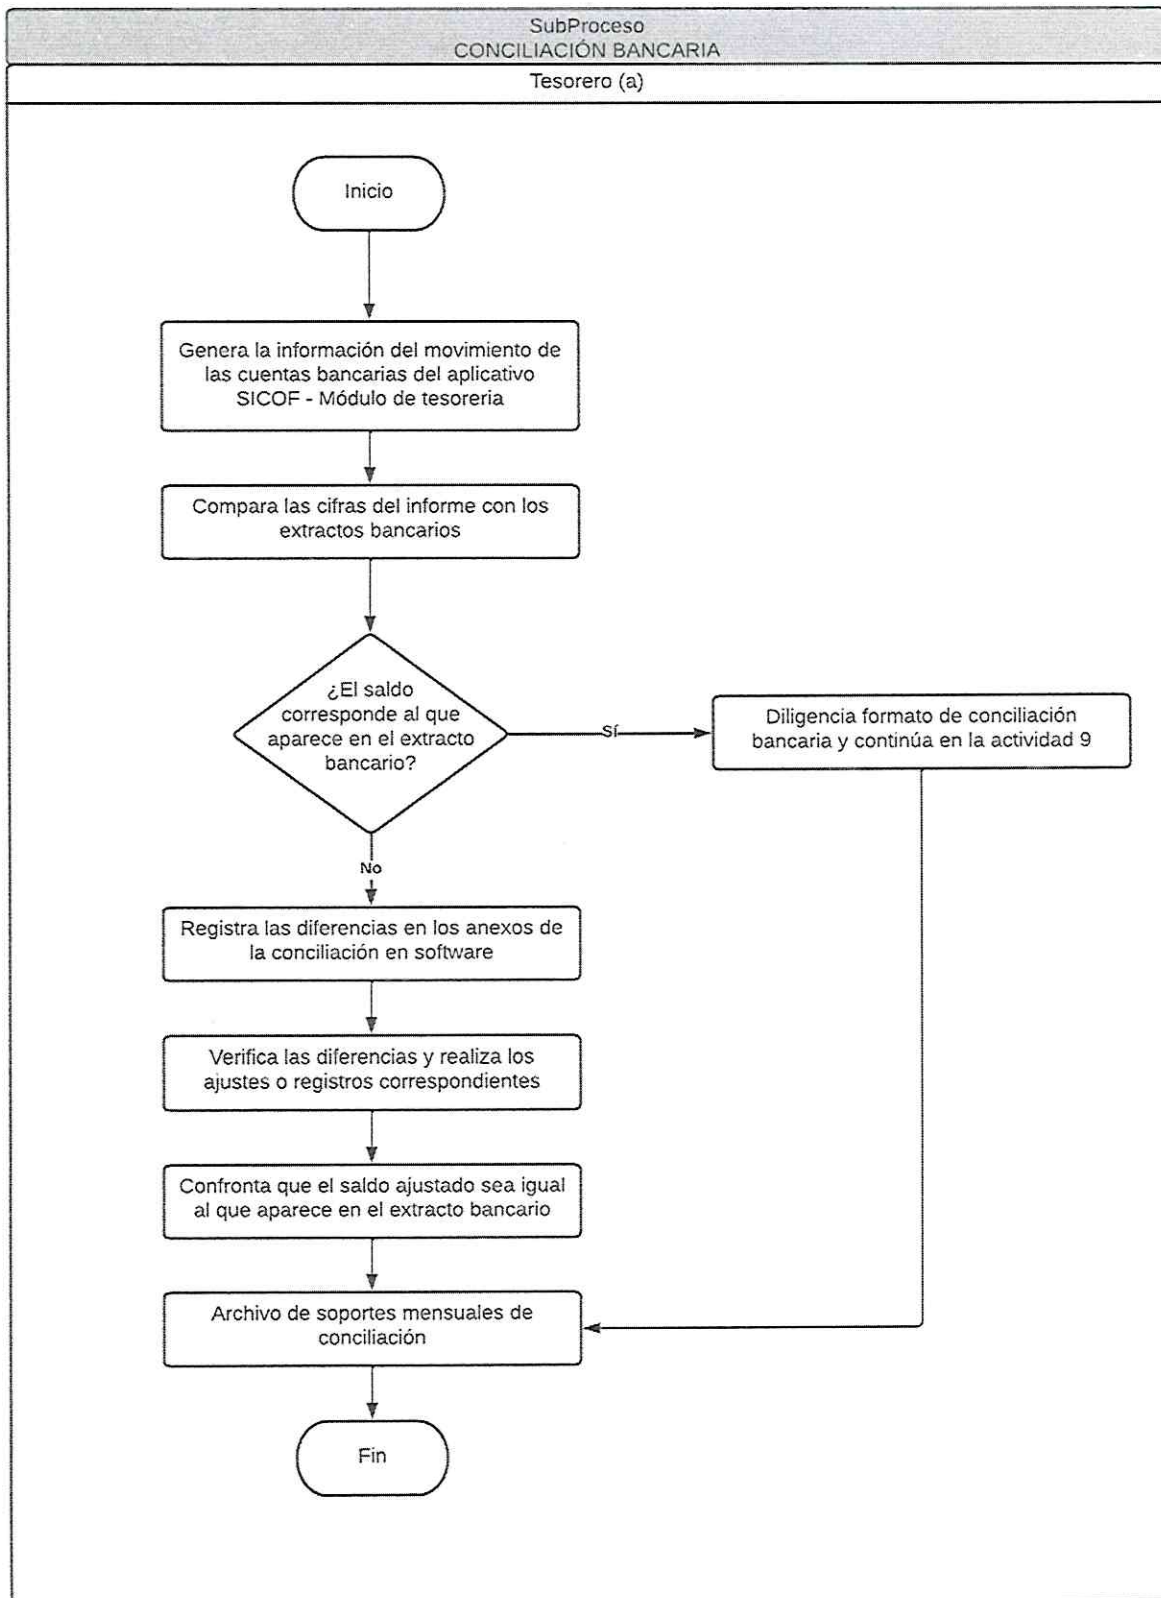 SubProceso
CONCILIACIÓN BANCARIA
Tesorero (a)
Inicio
Genera la información del movimiento de
las cuentas bancarias del aplicativo
SICOF - Módulo de tesoreria
Compara las cifras del informe con los
extractos bancarios
¿El saldo
corresponde al que
aparece en el extracto
bancario?
Sí
Diligencia formato de conciliación
bancaria y continúa en la actividad 9
No
Registra las diferencias en los anexos de
la conciliación en software
Verifica las diferencias y realiza los
ajustes o registros correspondientes
Confronta que el saldo ajustado sea igual
al que aparece en el extracto bancario
Archivo de soportes mensuales de
conciliación
Fin